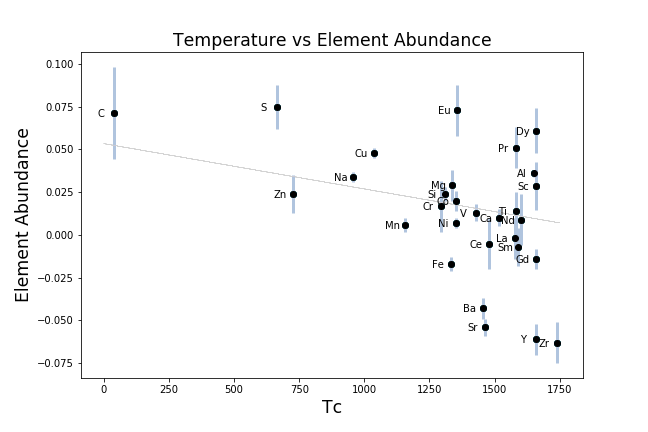 Temperature vs Element Abundance
Element Abundance
0.100
0.075
0.050
0.025
0.000
−0.025
−0.050
−0.075
C
S
Eu
Dy
Pr
Cu
Al
Na
Mg
Sc
Zn
Si
Co
Cr
Ti
V
Ca
Nd
Mn
Ni
La
Ce
Sm
Fe
Gd
Ba
Sr
Y
Zr
0
250
500
750
1000
1250
1500
1750
Tc